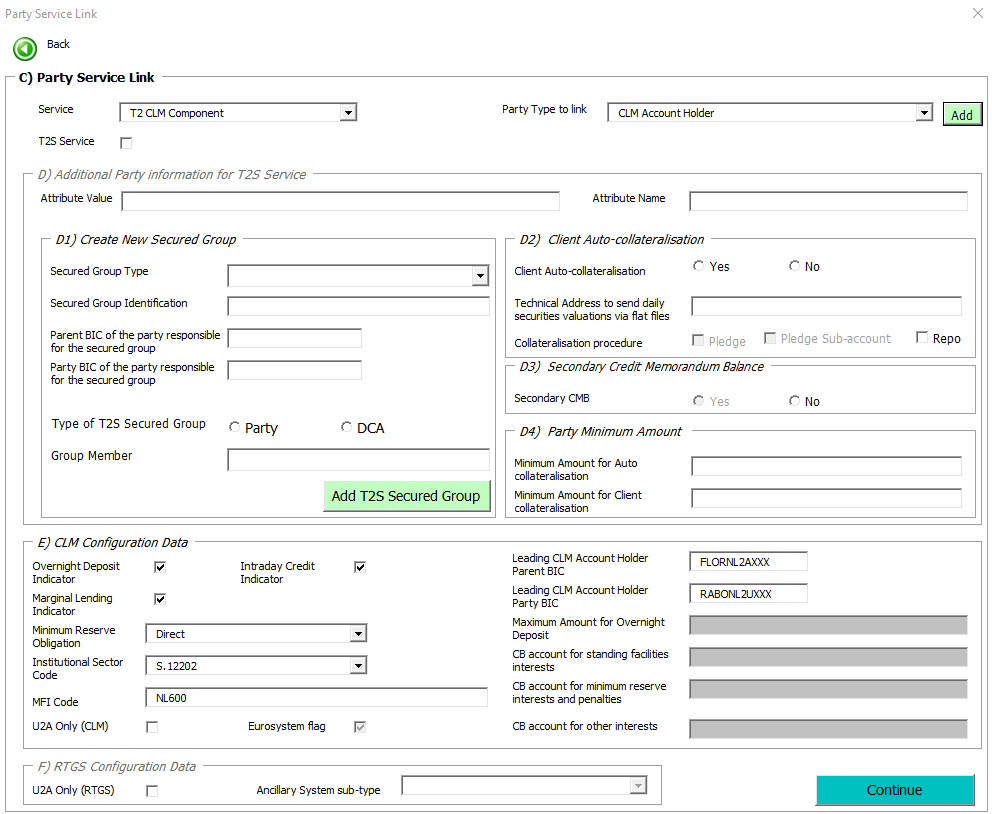 Party Service Link
Back
C) Party Service Link
Service
T2 CLM Component
Party Type to link
CLM Account Holder
Add
T2S Service
D) Additional Party information for T2S Service
Attribute Value
Attribute Name
D1) Create New Secured Group
Secured Group Type
Secured Group Identification
Parent BIC of the party responsible
for the secured group
Party BIC of the party responsible
for the secured group
Type of T2S Secured Group
Party
DCA
Group Member
Add T2S Secured Group
D2) Client Auto-collateralisation
Client Auto-collateralisation
Yes
No
Technical Address to send daily
securities valuations via flat files
Collateralisation procedure
Pledge
Pledge Sub-account
Repo
D3) Secondary Credit Memorandum Balance
Secondary CMB
Yes
No
D4) Party Minimum Amount
Minimum Amount for Auto
collateralisation
Minimum Amount for Client
collateralisation
E) CLM Configuration Data
Overnight Deposit
Indicator
Intraday Credit
Indicator
Marginal Lending
Indicator
Minimum Reserve
Obligation
Direct
Institutional Sector
Code
S.12202
MFI Code
NL600
U2A Only (CLM)
Eurosystem flag
Leading CLM Account Holder
Parent BIC
FLORNL2AXXX
Leading CLM Account Holder
Party BIC
RABONL2UXXX
Maximum Amount for Overnight
Deposit
CB account for standing facilities
interests
CB account for minimum reserve
interests and penalties
CB account for other interests
F) RTGS Configuration Data
U2A Only (RTGS)
Ancillary System sub-type
Continue